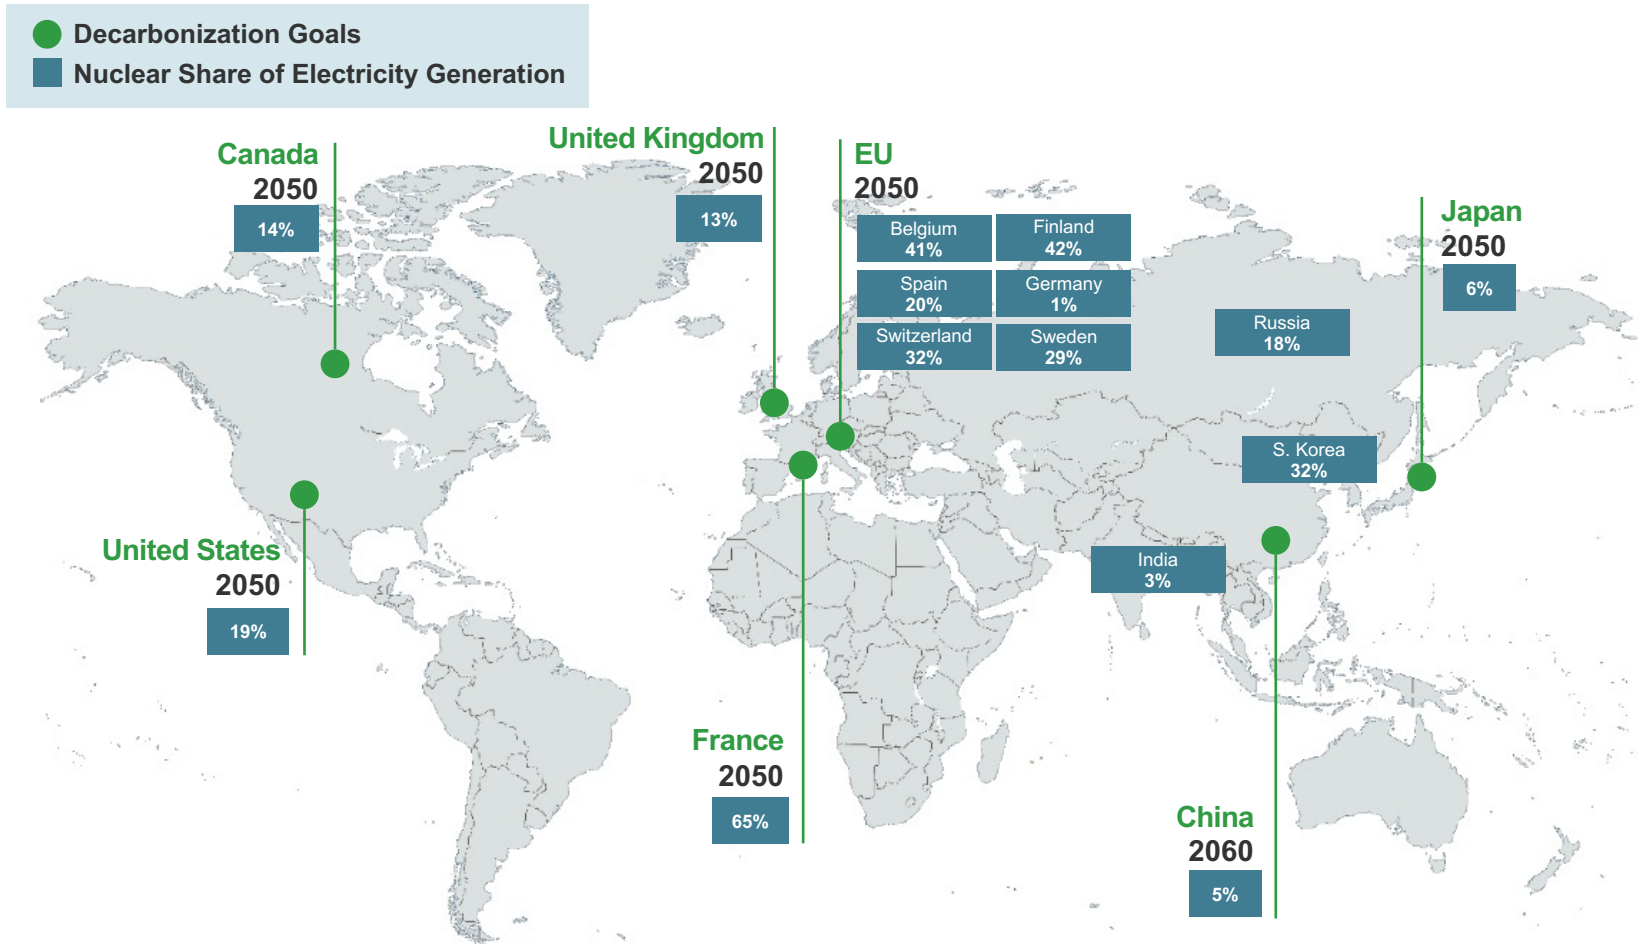 Decarbonization Goals
Nuclear Share of Electricity Generation
Canada
2050
14%
United Kingdom
2050
13%
EU
2050
Belgium
41%
Finland
42%
Spain
20%
Germany
1%
Switzerland
32%
Sweden
29%
Japan
2050
6%
Russia
18%
S. Korea
32%
India
3%
United States
2050
19%
France
2050
65%
China
2060
5%